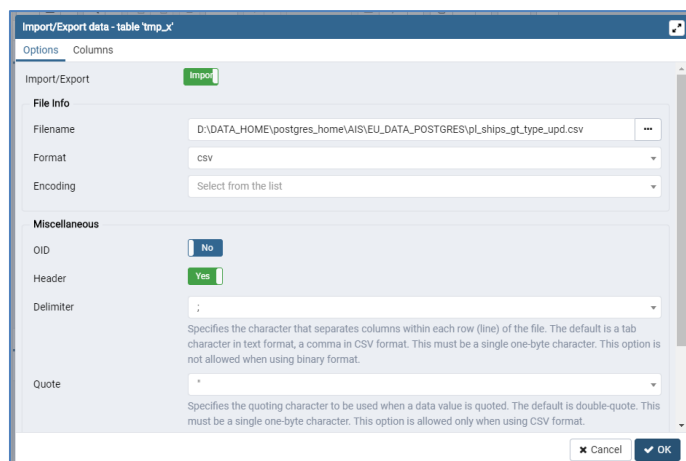 Import/Export data - table 'tmp_x'
Options Columns
Import/Export Impor
File Info
Filename D:\DATA_HOME\postgres_home\AIS\EU_DATA_POSTGRES\pl_ships_gt_type_upd.csv ...
Format csv
Encoding Select from the list
Miscellaneous
OID No
Header Yes
Delimiter ;
Specifies the character that separates columns within each row (line) of the file. The default is a tab
character in text format, a comma in CSV format. This must be a single one-byte character. This option is
not allowed when using binary format.
Quote "
Specifies the quoting character to be used when a data value is quoted. The default is double-quote. This
must be a single one-byte character. This option is allowed only when using CSV format.
Cancel OK